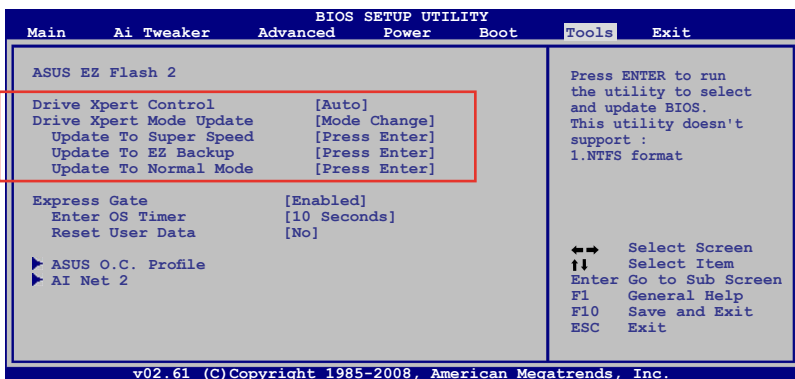 BIOS SETUP UTILITY
Main Ai Tweaker Advanced Power Boot Tools Exit
ASUS EZ Flash 2
Drive Xpert Control [Auto]
Drive Xpert Mode Update [Mode Change]
Update To Super Speed [Press Enter]
Update To EZ Backup [Press Enter]
Update To Normal Mode [Press Enter]
Express Gate [Enabled]
Enter OS Timer [10 Seconds]
Reset User Data [No]
ASUS O.C. Profile
AI Net 2
Press ENTER to run
the utility to select
and update BIOS.
This utility doesn't
support :
1.NTFS format
Select Screen
Select Item
Enter Go to Sub Screen
F1 General Help
F10 Save and Exit
ESC Exit
v02.61 (C)Copyright 1985-2008, American Megatrends, Inc.